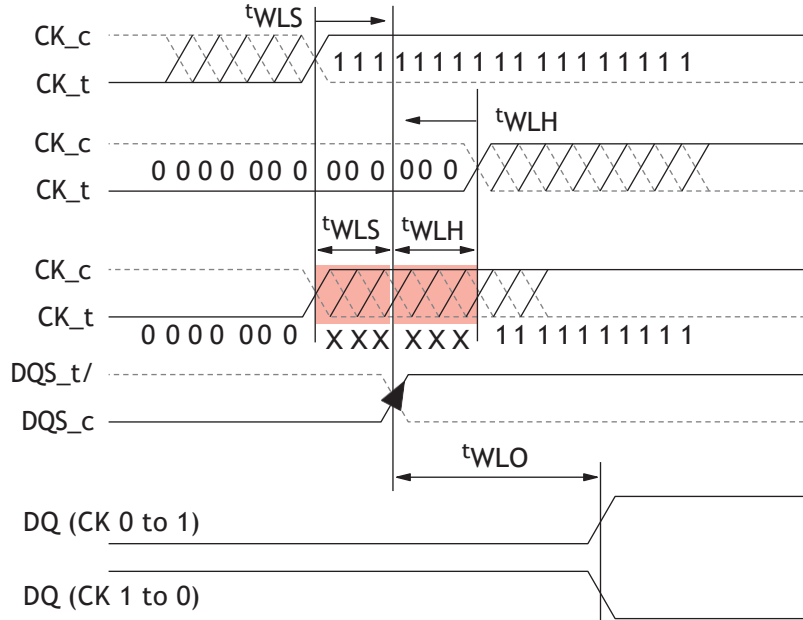 tWLS
CK_c
1 1 1 1 1 1 1 1 1 1 1 1 1 1 1 1 1 1
CK_t
tWLH
CK_c
0 0 0 0 0 0 0 0 0 0 0 0 0
CK_t
tWLS tWLH
CK_c
CK_t
0 0 0 0 0 0 0 X X X X X X 1 1 1 1 1 1 1 1 1 1
DQS_t/
DQS_c
tWLO
DQ (CK 0 to 1)
DQ (CK 1 to 0)